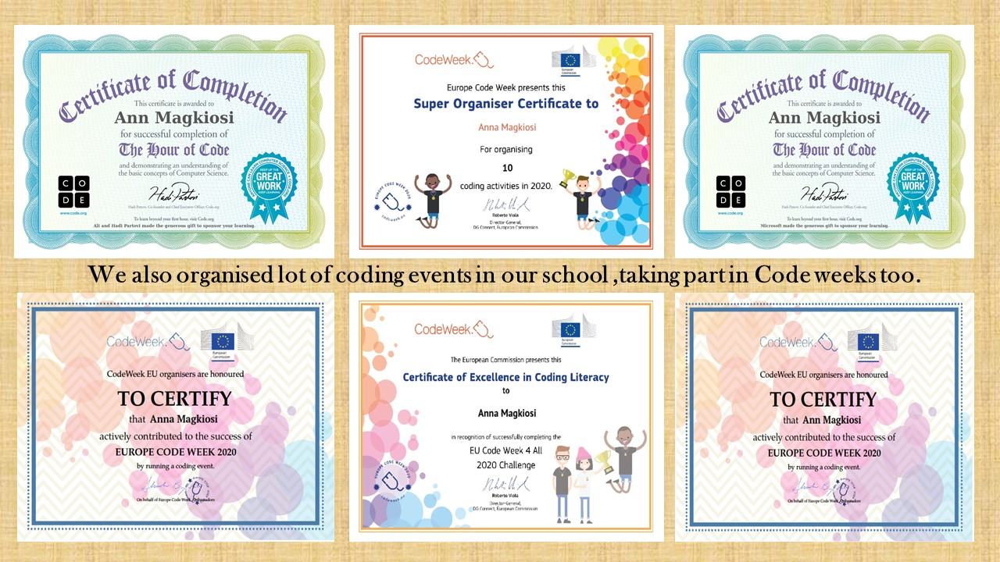 Certificate of Completion
This certificate is awarded to
Ann Magkiosi
for successful completion of
The Hour of Code
and demonstrating an understanding of
the basic concepts of Computer Science.
CO
DE
www.code.org
KEEP UP THE
GREAT
WORK
KEEP LEARNING
Hadi Partovi, Co-founder and Chief Executive Officer, Code.org
To learn beyond your first hour, visit Code.org
Ali and Hadi Partovi made the generous gift to sponsor your learning.
CodeWeek.
European
Commission
Europe Code Week presents this
Super Organiser Certificate to
Anna Magkiosi
For organising
10
coding activities in 2020.
EUROPE CODE WEEK 2020
codeweek.eu
Roberto Viola
Director-General,
DG Connect, European Commission
Certificate of Completion
This certificate is awarded to
Ann Magkiosi
for successful completion of
The Hour of Code
and demonstrating an understanding of
the basic concepts of Computer Science.
CO
DE
www.code.org
KEEP UP THE
GREAT
WORK
KEEP LEARNING
Hadi Partovi, Co-founder and Chief Executive Officer, Code.org
To learn beyond your first hour, visit Code.org
Microsoft made the generous gift to sponsor your learning.
We also organised lot of coding events in our school ,taking part in Code weeks too.
CodeWeek.
European
Commission
CodeWeek EU organisers are honoured
TO CERTIFY
that Anna Magkiosi
actively contributed to the success of
EUROPE CODE WEEK 2020
by running a coding event.
On behalf of Europe Code Week Ambassadors
CodeWeek.
European
Commission
The European Commission presents this
Certificate of Excellence in Coding Literacy
to
Anna Magkiosi
in recognition of successfully completing the
EU Code Week 4 All
2020 Challenge
EUROPE CODE WEEK 2020
codeweek.eu
Roberto Viola
Director-General,
DG Connect, European Commission
CodeWeek.
European
Commission
CodeWeek EU organisers are honoured
TO CERTIFY
that Ann Magkiosi
actively contributed to the success of
EUROPE CODE WEEK 2020
by running a coding event.
On behalf of Europe Code Week Ambassadors